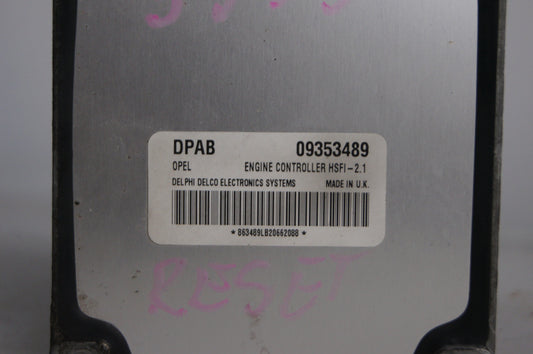 DPAB 09353489
OPEL ENGINE CONTROLLER HSFI-2.1
DELPHI DELCO ELECTRONICS SYSTEMS MADE IN U.K.
*863489LB20662088*
RESET